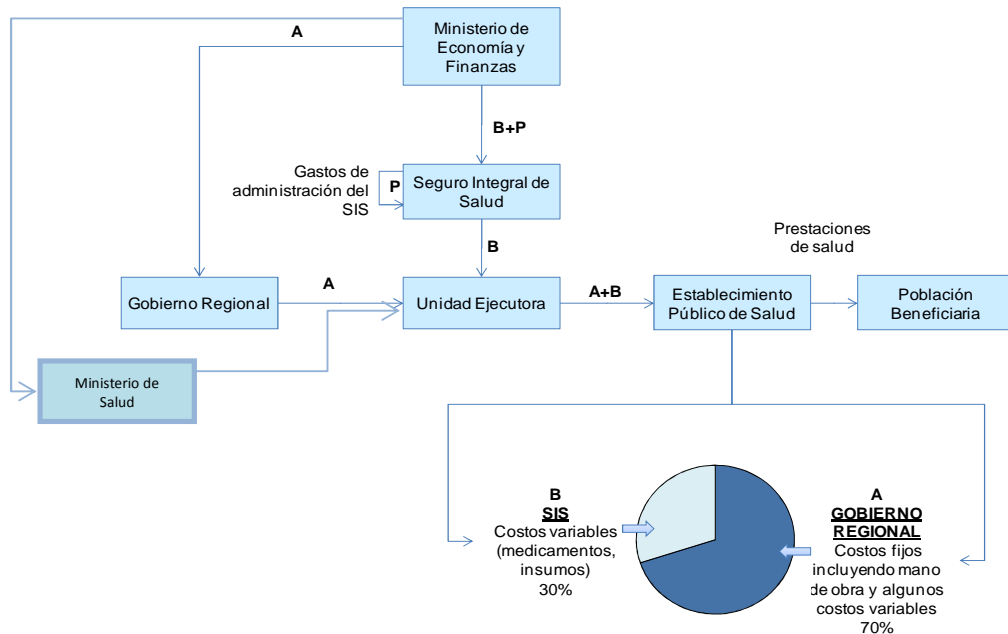 A
Ministerio de
Economía y
Finanzas
B+P
Gastos de
administración del
SIS
P
Seguro Integral de
Salud
B
Prestaciones
de salud
Gobierno Regional
A
Unidad Ejecutora
A+B
Establecimiento
Público de Salud
Población
Beneficiaria
Ministerio de
Salud
B
SIS
Costos variables
(medicamentos,
insumos)
30%
A
GOBIERNO
REGIONAL
Costos fijos
incluyendo mano
de obra y algunos
costos variables
70%